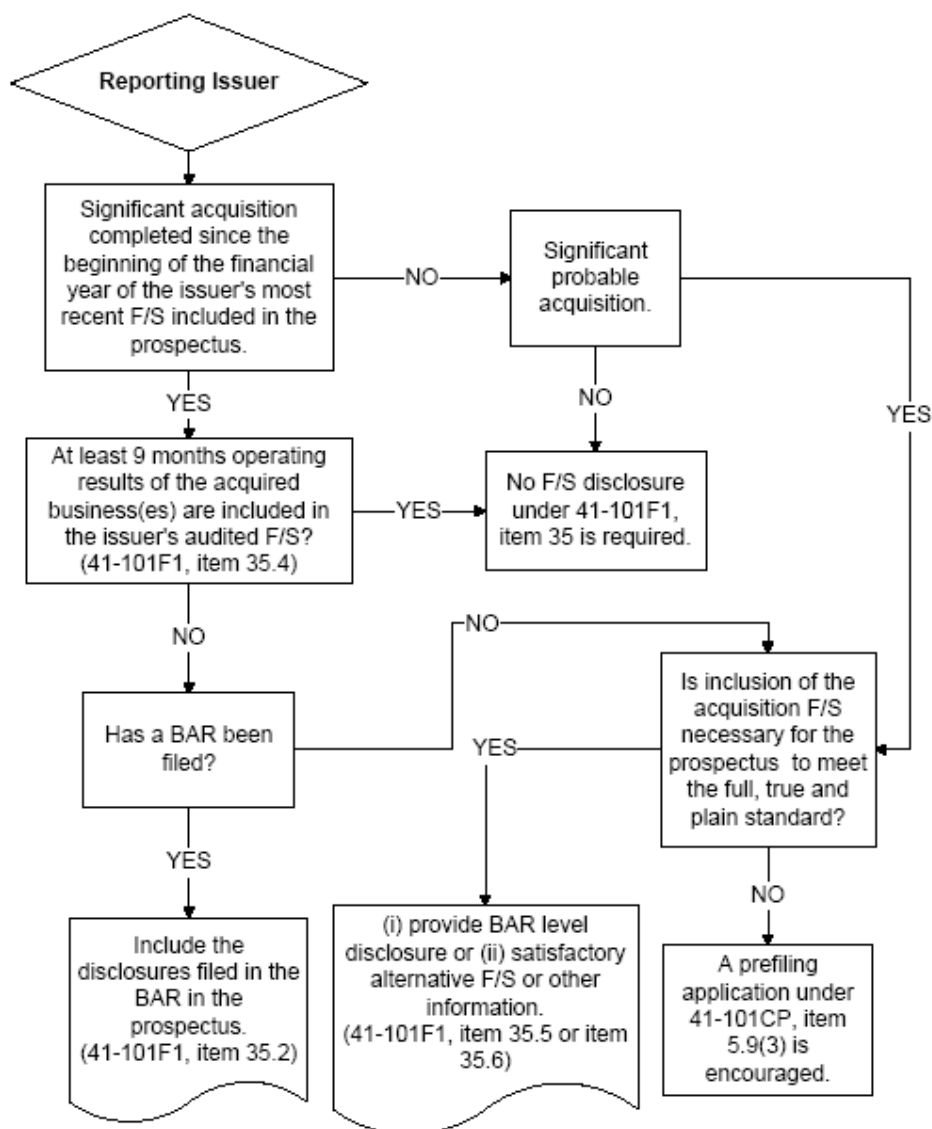 Reporting Issuer
Significant acquisition
completed since the
beginning of the financial
year of the issuer's most
recent F/S included in the
prospectus.
NO
Significant
probable
acquisition.
YES
NO
YES
At least 9 months operating
results of the acquired
business(es) are included in
the issuer's audited F/S?
(41-101F1, item 35.4)
YES
No F/S disclosure
under 41-101F1,
item 35 is required.
NO
NO
Has a BAR been
filed?
YES
Is inclusion of the
acquisition F/S
necessary for the
prospectus to meet
the full, true and
plain standard?
YES
NO
Include the
disclosures filed in the
BAR in the
prospectus.
(41-101F1, item 35.2)
(i) provide BAR level
disclosure or (ii) satisfactory
alternative F/S or other
information.
(41-101F1, item 35.5 or item
35.6)
A prefiling
application under
41-101CP, item
5.9(3) is
encouraged.